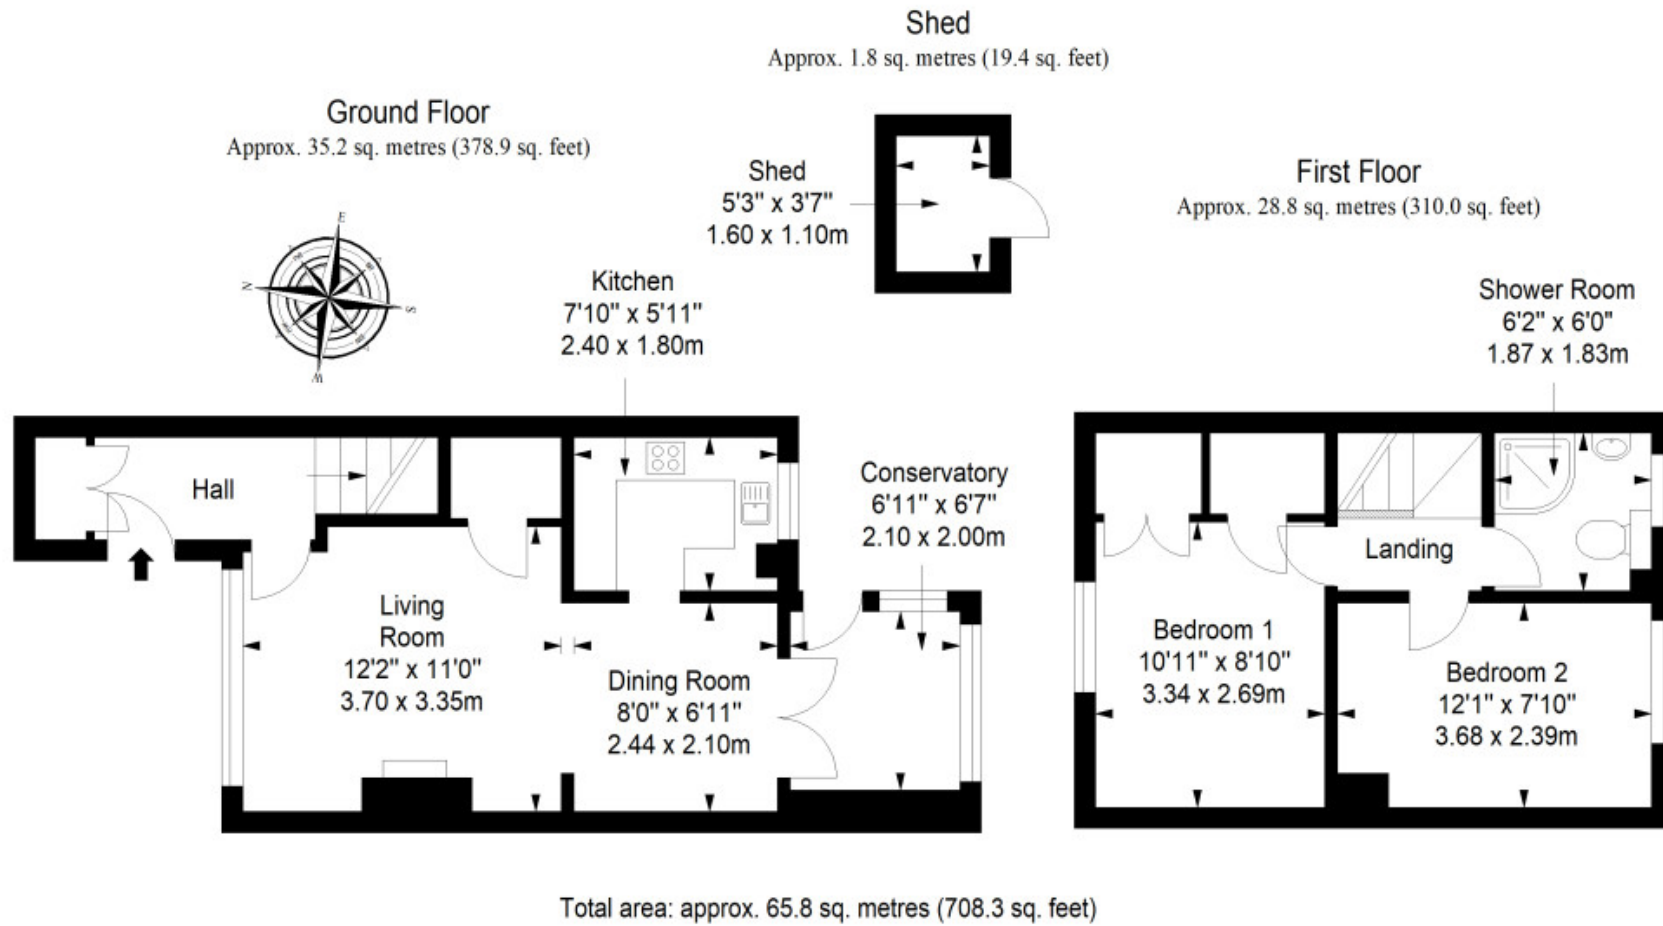 Shed
Approx. 1.8 sq. metres (19.4 sq. feet)
Ground Floor
Approx. 35.2 sq. metres (378.9 sq. feet)
First Floor
Approx. 28.8 sq. metres (310.0 sq. feet)
Shed
5'3" x 3'7"
1.60 x 1.10m
E
N
S
W
Kitchen
7'10" x 5'11"
2.40 x 1.80m
Shower Room
6'2" x 6'0"
1.87 x 1.83m
Hall
Conservatory
6'11" x 6'7"
2.10 x 2.00m
Landing
Living
Room
12'2" x 11'0"
3.70 x 3.35m
Dining Room
8'0" x 6'11"
2.44 x 2.10m
Bedroom 1
10'11" x 8'10"
3.34 x 2.69m
Bedroom 2
12'1" x 7'10"
3.68 x 2.39m
Total area: approx. 65.8 sq. metres (708.3 sq. feet)